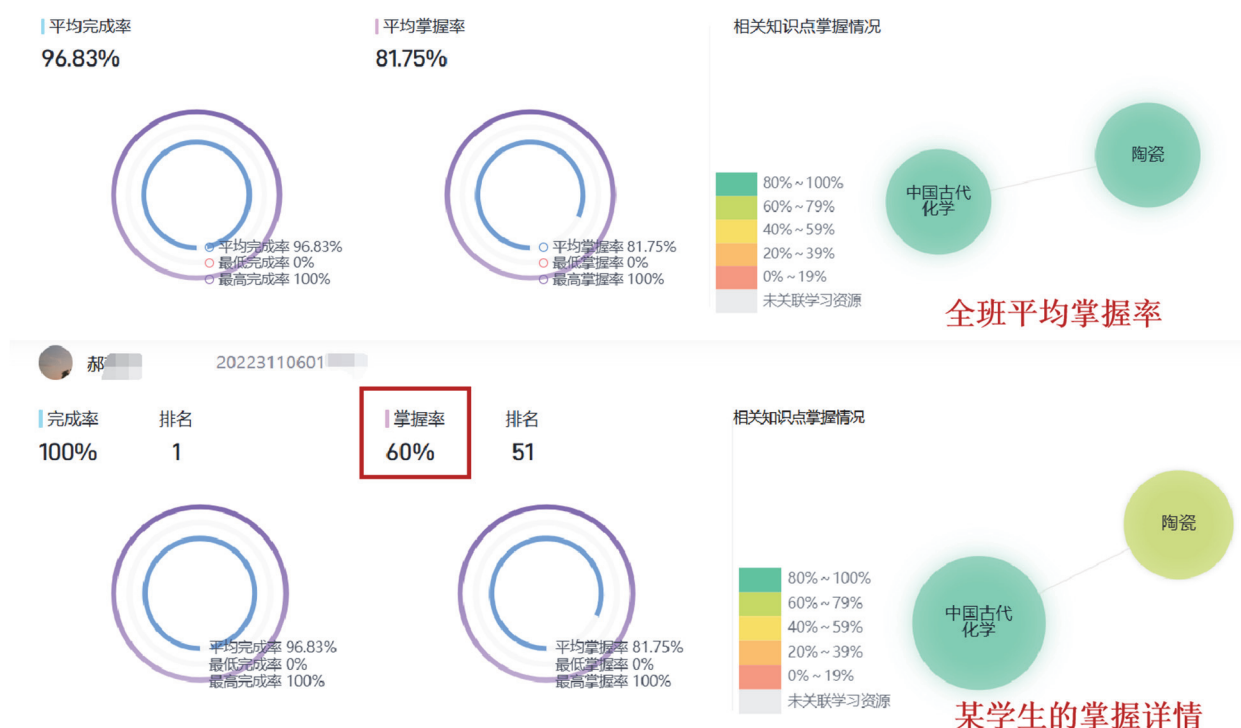 平均完成率
96.83%
平均掌握率
81.75%
平均完成率 96.83%
最低完成率 0%
最高完成率 100%
平均掌握率 81.75%
最低掌握率 0%
最高掌握率 100%
相关知识点掌握情况
80%~100%
60%~79%
40%~59%
20%~39%
0%~19%
未关联学习资源
中国古代
化学
陶瓷
全班平均掌握率
郝
20223110601
完成率
100%
排名
1
掌握率
60%
排名
51
平均完成率 96.83%
最低完成率 0%
最高完成率 100%
平均掌握率 81.75%
最低掌握率 0%
最高掌握率 100%
相关知识点掌握情况
80%~100%
60%~79%
40%~59%
20%~39%
0%~19%
未关联学习资源
中国古代
化学
陶瓷
某学生的掌握详情